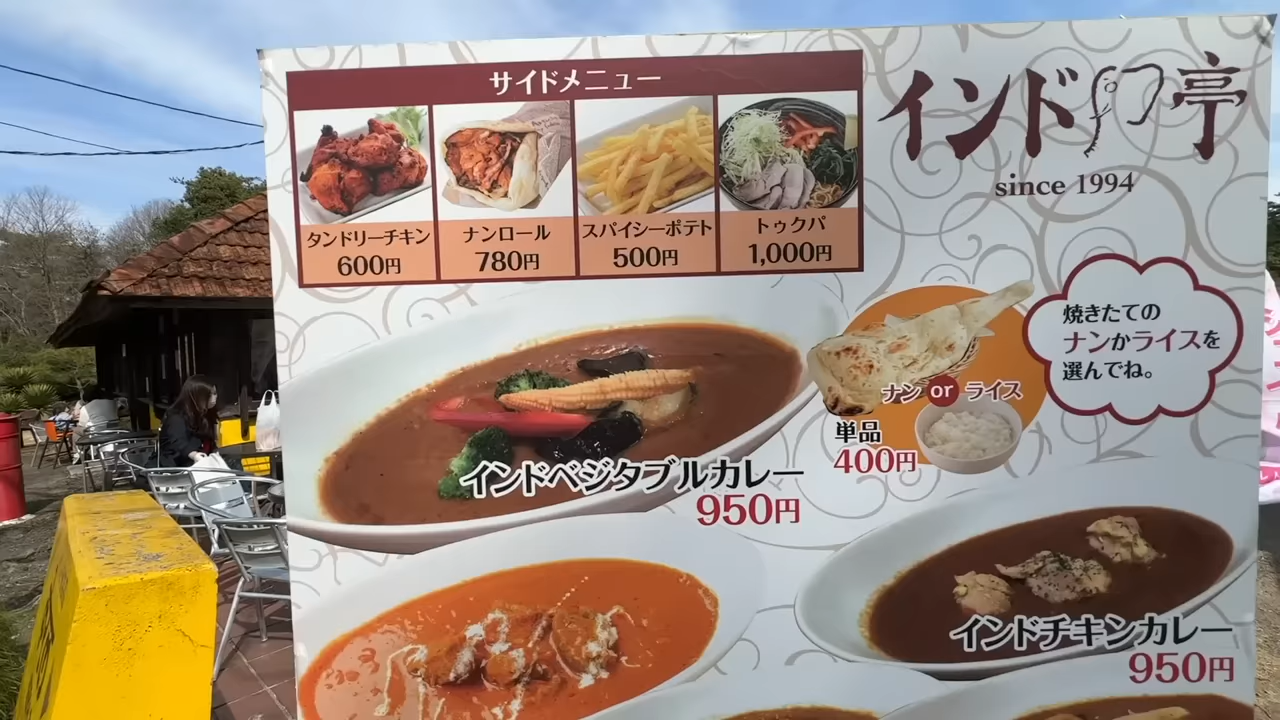 サイドメニュー
タンドリーチキン
600円
ナンロール
780円
スパイシーポテト
500円
トゥクパ
1,000円
インド亭
since 1994
焼きたての
ナンかライスを
選んでね。
ナン or ライス
単品
400円
インドベジタブルカレー
950円
インドチキンカレー
950円